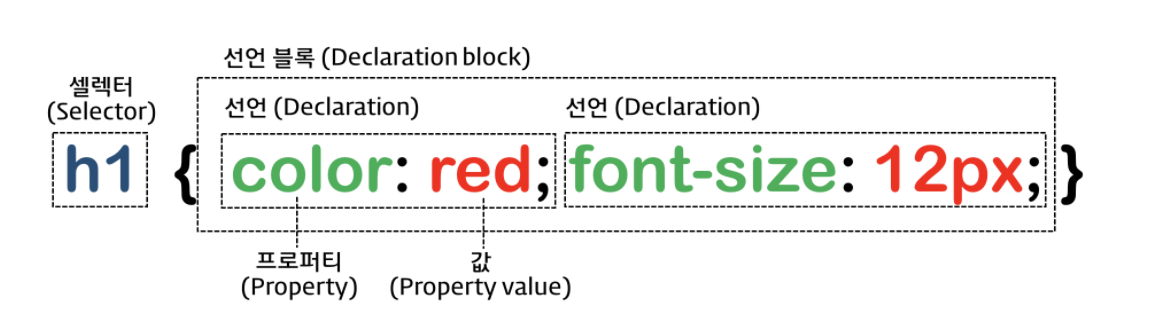 선언 블록 (Declaration block)
셀렉터
(Selector)
선언 (Declaration) 선언 (Declaration)
h1 { color: red; font-size: 12px; }
프로퍼티 값
(Property) (Property value)